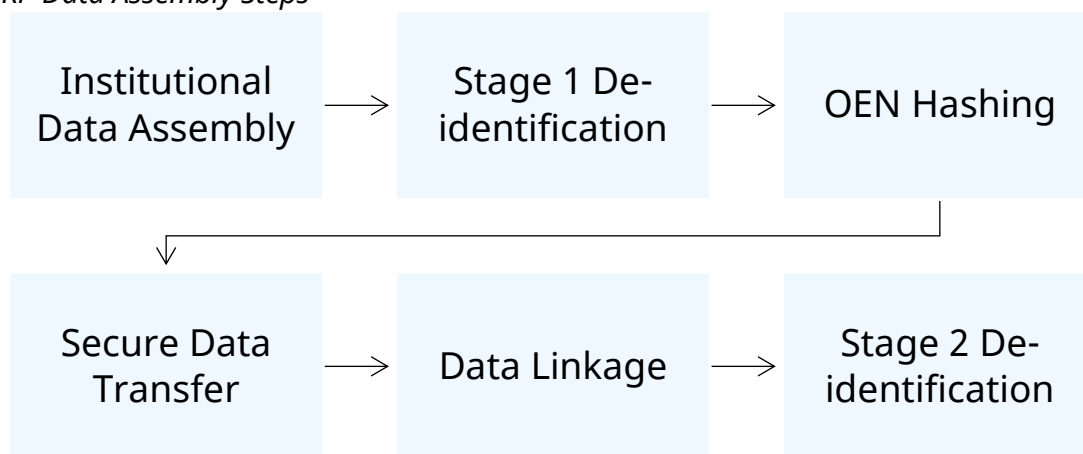 Data Assembly Steps
Institutional
Data Assembly
Stage 1 De-
identification
OEN Hashing
Secure Data
Transfer
Data Linkage
Stage 2 De-
identification